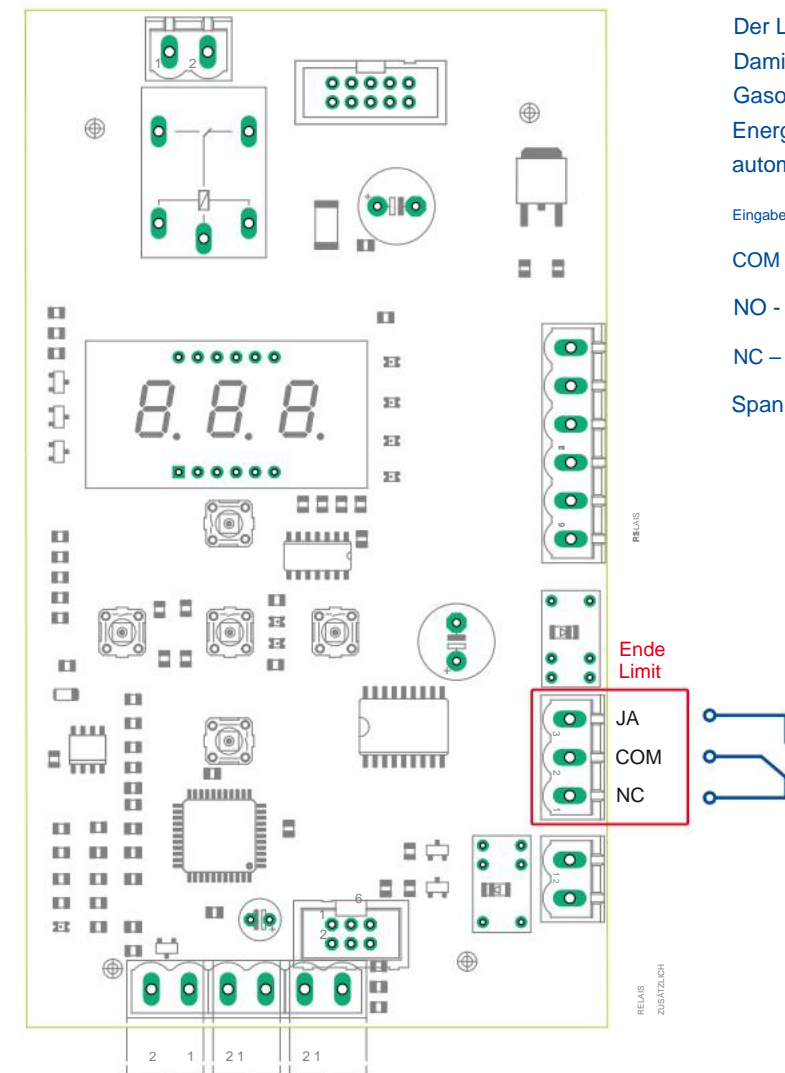 1 2
Der L
Dami
Gaso
Energ
autom
Eingabe
COM
NO -
NC –
Span
8.8.8.
9
RELAIS
Ende
Limit
3
JA
2
COM
1
NC
1 2
6
1
2
RELAIS
ZUSÄTZLICH
2 1 2 1 2 1